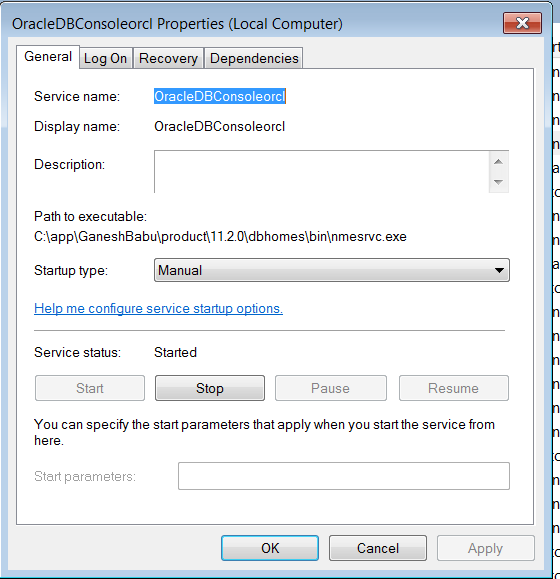 OracleDBConsoleorcl Properties (Local Computer)
General Log On Recovery Dependencies
Service name: OracleDBConsoleorcl
Display name: OracleDBConsoleorcl
Description:
Path to executable:
C:\app\GaneshBabu\product\11.2.0\dbhomes\bin\nmesrvc.exe
Startup type: Manual
Help me configure service startup options.
Service status: Started
Start Stop Pause Resume
You can specify the start parameters that apply when you start the service from
here.
Start parameters:
OK Cancel Apply